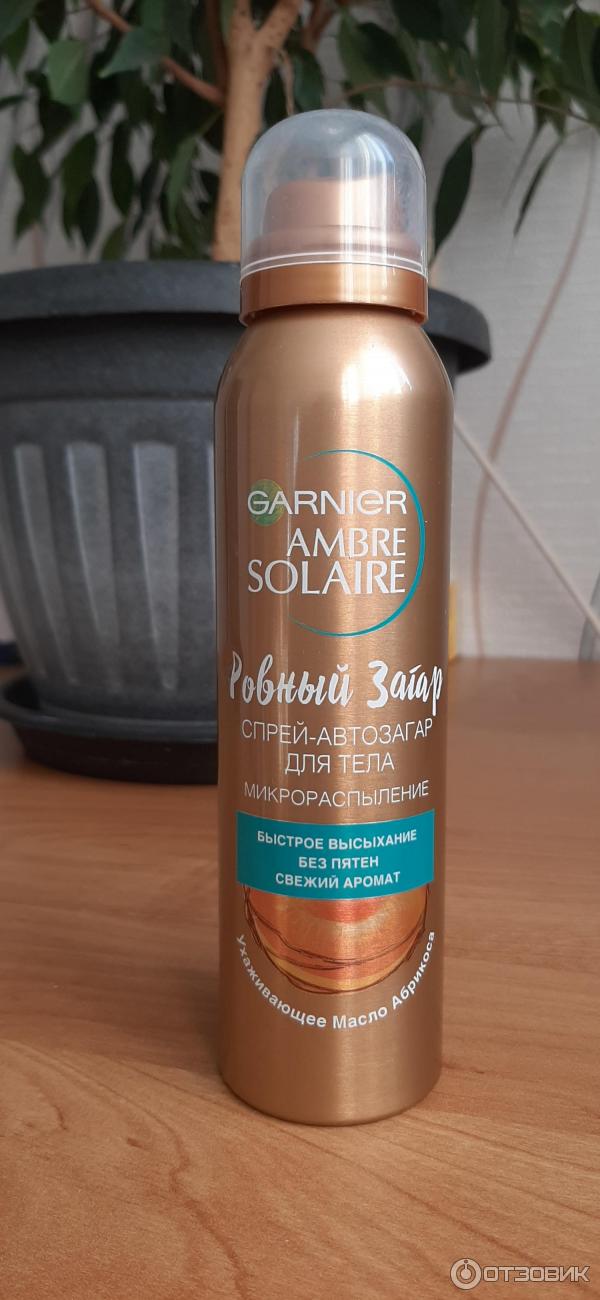 GARNIER
AMBRE
SOLAIRE
Ровный Загар
СПРЕЙ-АВТОЗАГАР
ДЛЯ ТЕЛА
МИКРОРАСПЫЛЕНИЕ
БЫСТРОЕ ВЫСЫХАНИЕ
БЕЗ ПЯТЕН
СВЕЖИЙ АРОМАТ
Ухаживающее Масло Абрикоса
ОТЗОВИК